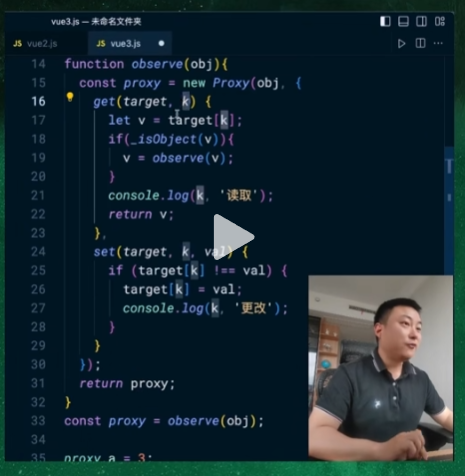 vue3.js — 未命名文件夹
JS vue2.js
JS vue3.js
14 function observe(obj){
15 const proxy = new Proxy(obj, {
16 get(target, k) {
17 let v = target[k];
18 if(_isObject(v)){
19 v = observe(v);
20 }
21 console.log(k, '读取');
22 return v;
23 },
24 set(target, k, val) {
25 if (target[k] !== val) {
26 target[k] = val;
27 console.log(k, '更改');
28 }
29 }
30 });
31 return proxy;
32 }
33 const proxy = observe(obj);
34
35 proxy.a = 3;